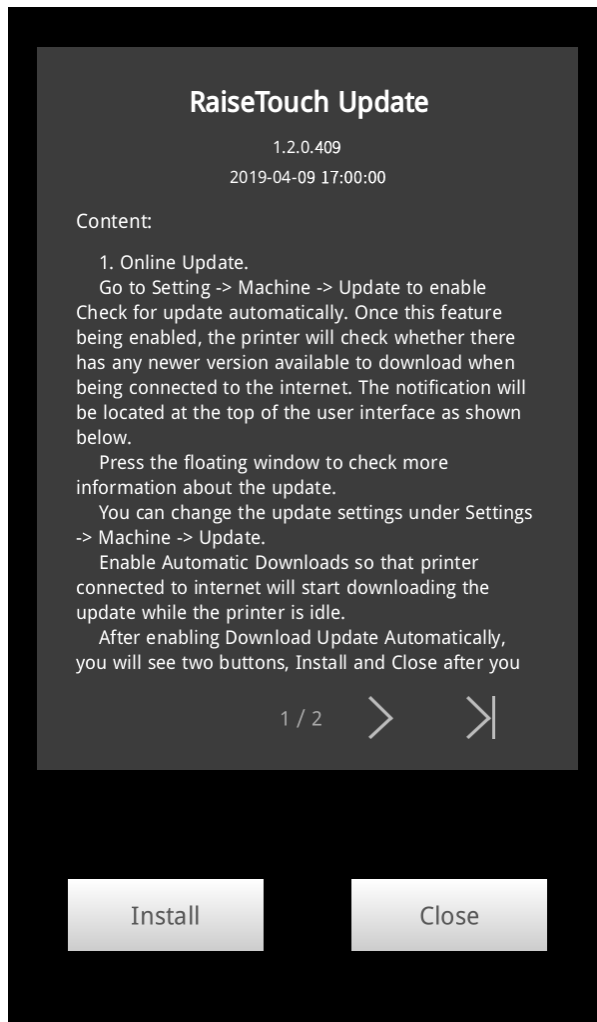 RaiseTouch Update
1.2.0.409
2019-04-09 17:00:00
Content:
1. Online Update.
Go to Setting -> Machine -> Update to enable
Check for update automatically. Once this feature
being enabled, the printer will check whether there
has any newer version available to download when
being connected to the internet. The notification will
be located at the top of the user interface as shown
below.
Press the floating window to check more
information about the update.
You can change the update settings under Settings
-> Machine -> Update.
Enable Automatic Downloads so that printer
connected to internet will start downloading the
update while the printer is idle.
After enabling Download Update Automatically,
you will see two buttons, Install and Close after you
1 / 2
Install
Close